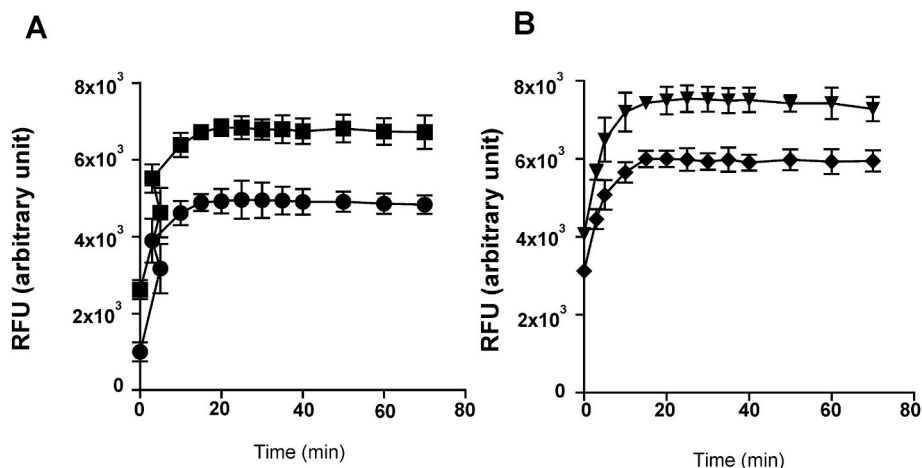 A
B
RFU (arbitrary unit)
8x10³
6x10³
4x10³
2x10³
0
0 20 40 60 80
Time (min)
RFU (arbitrary unit)
8x10³
6x10³
4x10³
2x10³
0
0 20 40 60 80
Time (min)